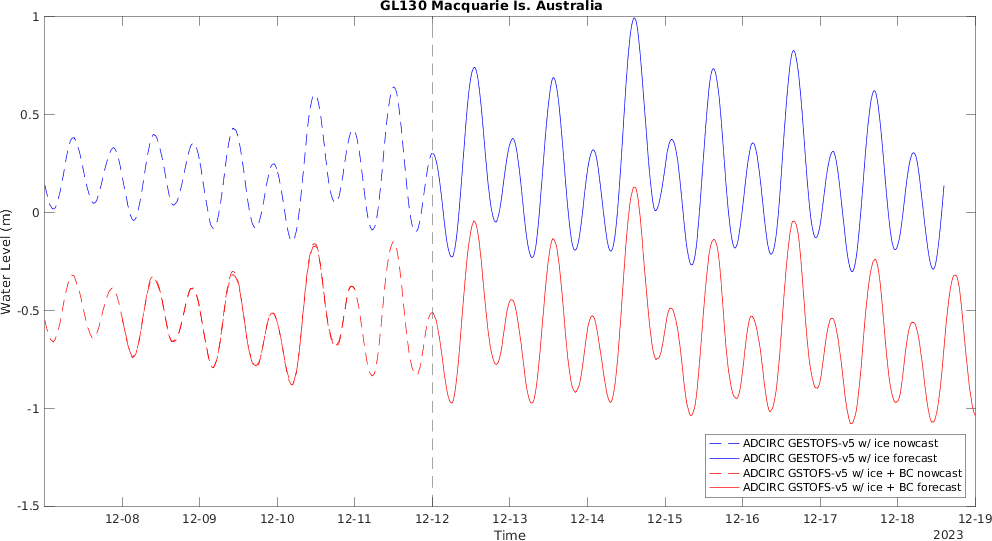 GL130 Macquarie Is. Australia
Water Level (m)
1
0.5
0
-0.5
-1
-1.5
ADCIRC GESTOFS-v5 w/ ice nowcast
ADCIRC GESTOFS-v5 w/ ice forecast
ADCIRC GSTOFS-v5 w/ ice + BC nowcast
ADCIRC GSTOFS-v5 w/ ice + BC forecast
12-08 12-09 12-10 12-11 12-12 12-13 12-14 12-15 12-16 12-17 12-18 12-19
Time
2023